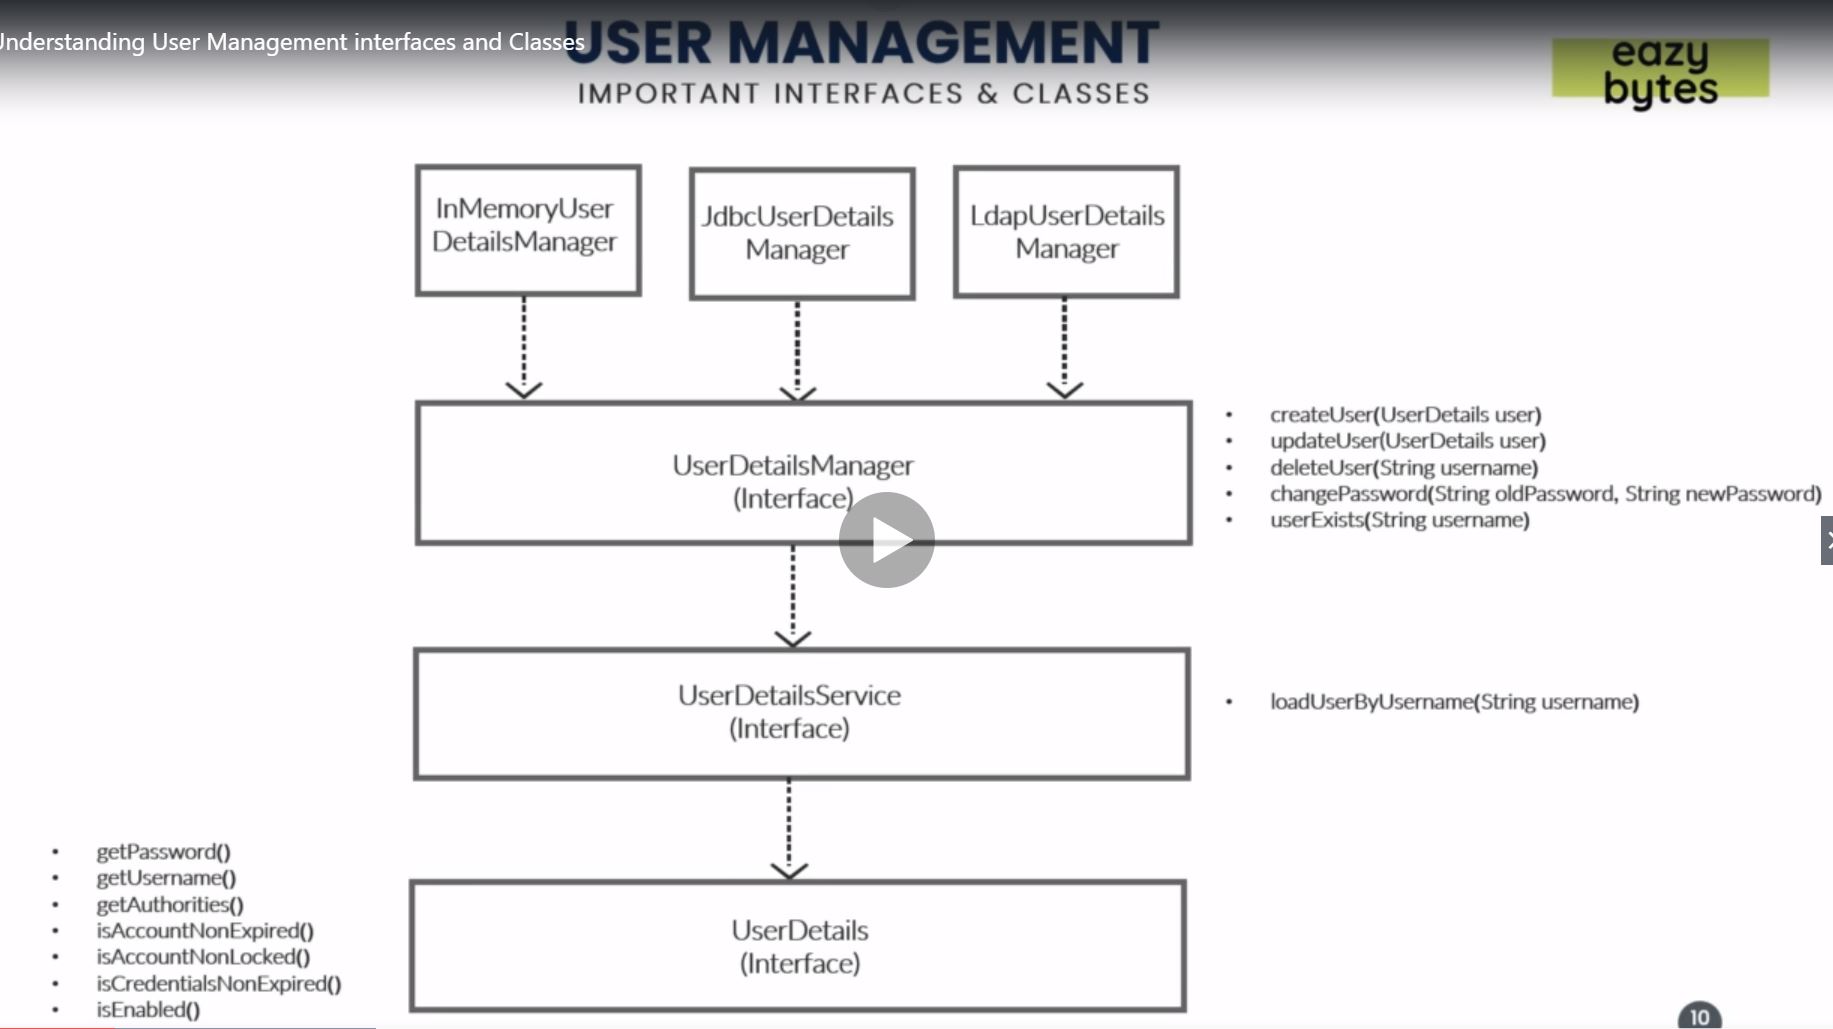 Understanding User Management interfaces and Classes
USER MANAGEMENT
IMPORTANT INTERFACES & CLASSES
eazy
bytes
InMemoryUser
DetailsManager
JdbcUserDetails
Manager
LdapUserDetails
Manager
UserDetailsManager
(Interface)
• createUser(UserDetails user)
• updateUser(UserDetails user)
• deleteUser(String username)
• changePassword(String oldPassword, String newPassword)
• userExists(String username)
UserDetailsService
(Interface)
• loadUserByUsername(String username)
• getPassword()
• getUsername()
• getAuthorities()
• isAccountNonExpired()
• isAccountNonLocked()
• isCredentialsNonExpired()
• isEnabled()
UserDetails
(Interface)
10